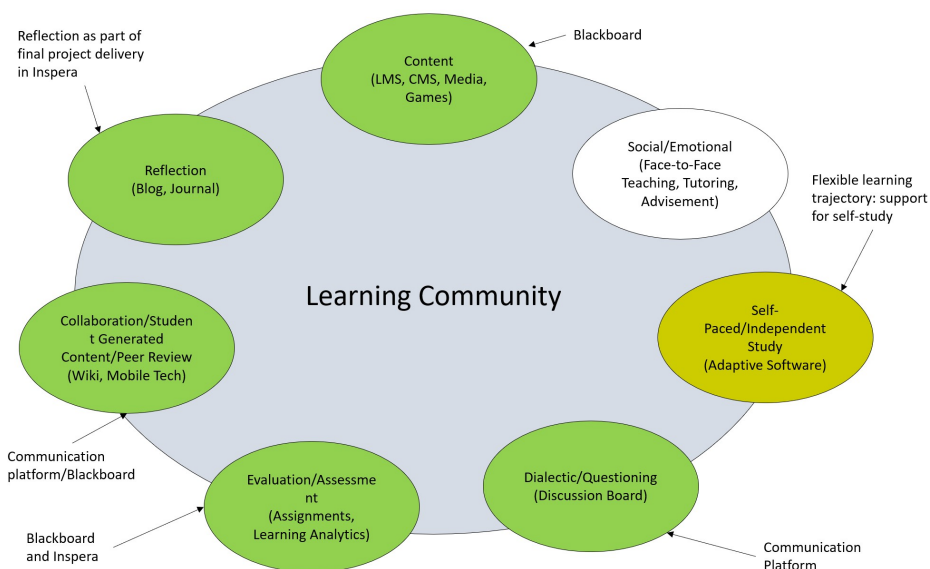 Reflection as part of
final project delivery
in Inspera
Blackboard
Content
(LMS, CMS, Media,
Games)
Social/Emotional
(Face-to-Face
Teaching, Tutoring,
Advisement)
Reflection
(Blog, Journal)
Flexible learning
trajectory: support
for self-study
Learning Community
Self-
Paced/Independent
Study
(Adaptive Software)
Collaboration/Studen
t Generated
Content/Peer Review
(Wiki, Mobile Tech)
Communication
platform/Blackboard
Evaluation/Assessme
nt
(Assignments,
Learning Analytics)
Dialectic/Questioning
(Discussion Board)
Blackboard
and Inspera
Communication
Platform